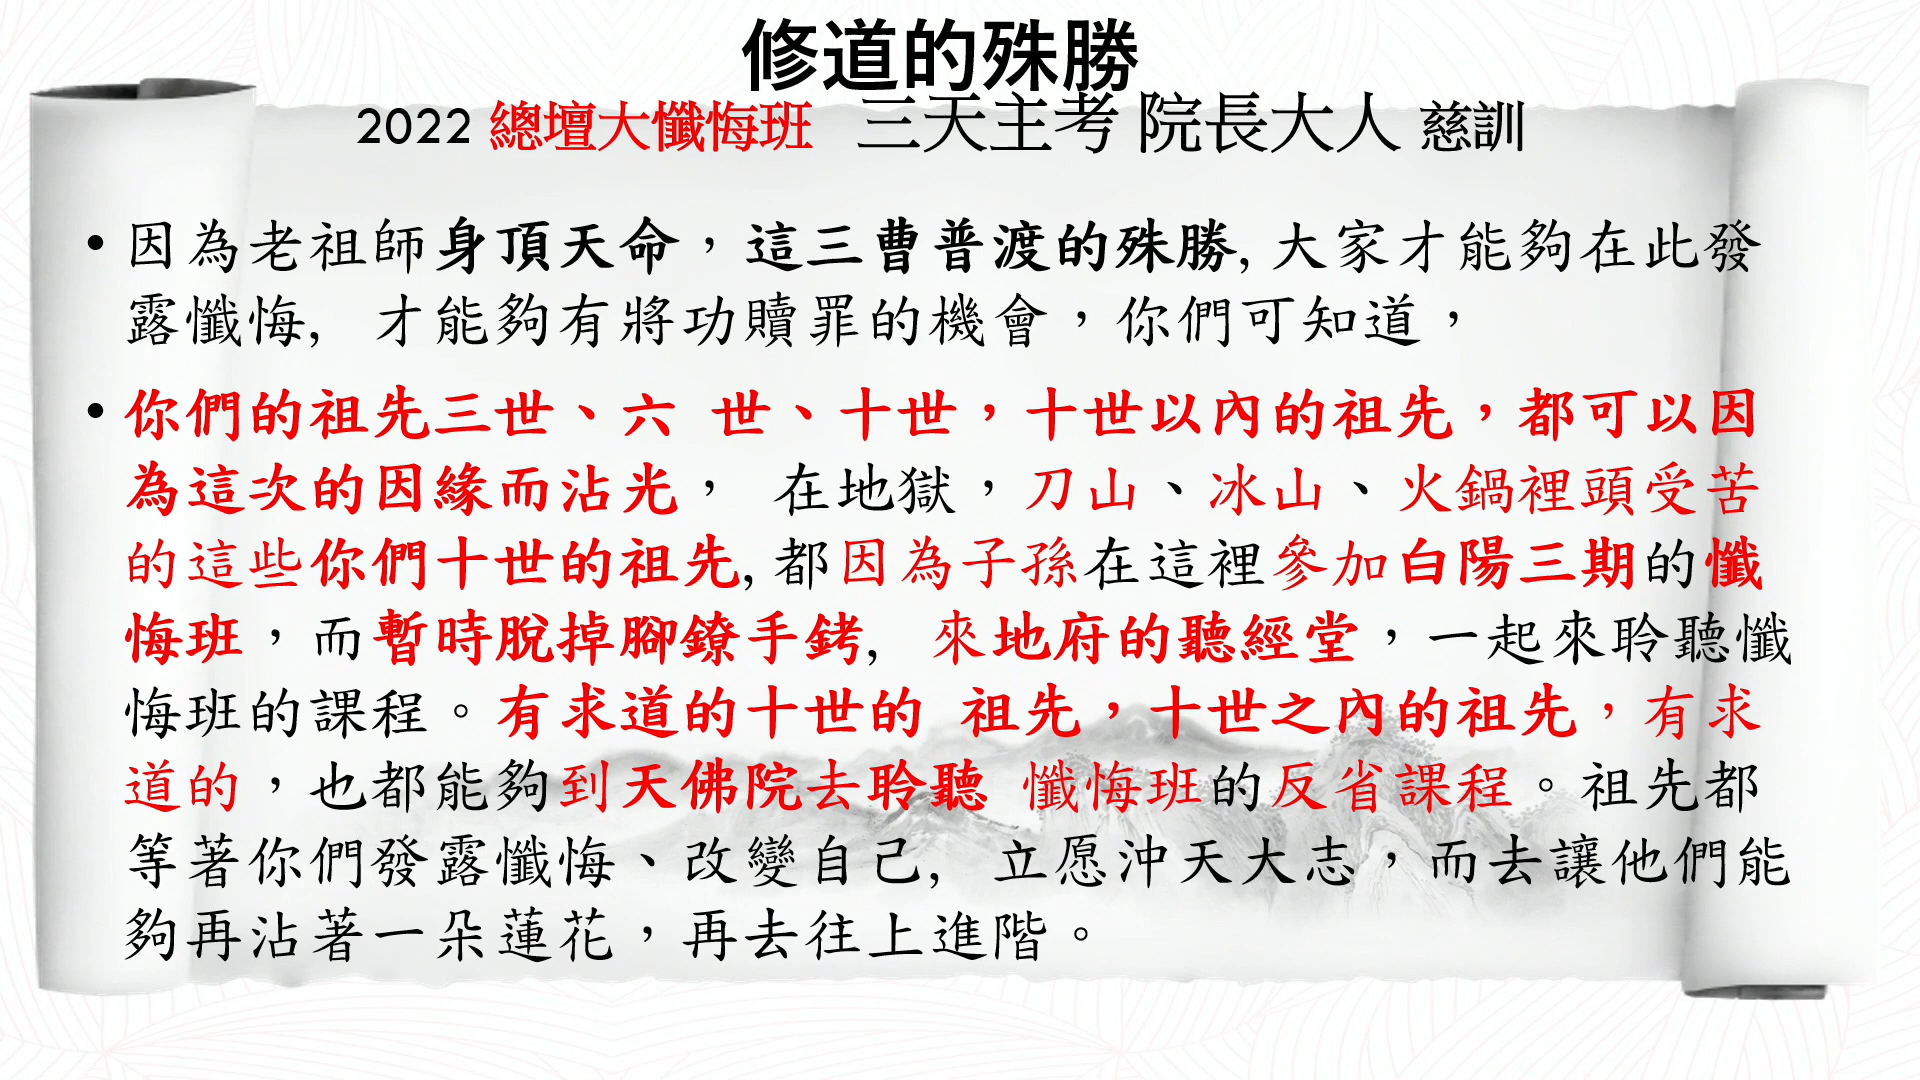 修道的殊勝
2022 總壇大懺悔班 三天主考 院長大人 慈訓
• 因為老祖師身頂天命，這三曹普渡的殊勝, 大家才能夠在此發
露懺悔, 才能夠有將功贖罪的機會，你們可知道，
• 你們的祖先三世、六 世、十世，十世以內的祖先，都可以因
為這次的因緣而沾光， 在地獄，刀山、冰山、火鍋裡頭受苦
的這些你們十世的祖先, 都因為子孫在這裡參加白陽三期的懺
悔班，而暫時脫掉腳鐐手銬, 來地府的聽經堂，一起來聆聽懺
悔班的課程。有求道的十世的 祖先，十世之內的祖先，有求
道的，也都能夠到天佛院去聆聽 懺悔班的反省課程。祖先都
等著你們發露懺悔、改變自己, 立愿沖天大志，而去讓他們能
夠再沾著一朵蓮花，再去往上進階。